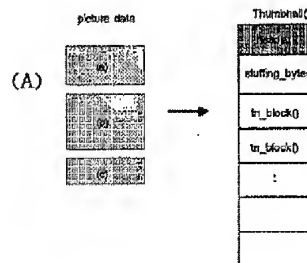 picture data
Thumbnail(
(A)
(a)
stuffing_bytes
(b)
tn_block()
tn_block()
(c)
: